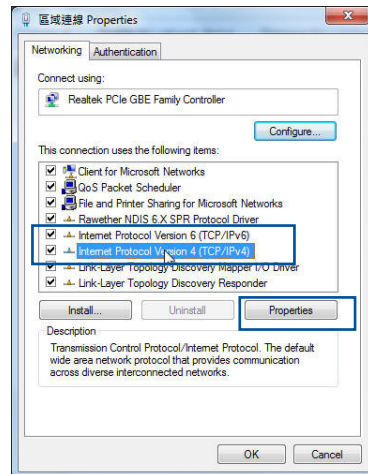 區域連線 Properties
Networking Authentication
Connect using:
Realtek PCIe GBE Family Controller
Configure...
This connection uses the following items:
Client for Microsoft Networks
QoS Packet Scheduler
File and Printer Sharing for Microsoft Networks
Rawether NDIS 6.X SPR Protocol Driver
Internet Protocol Version 6 (TCP/IPv6)
Internet Protocol Version 4 (TCP/IPv4)
Link-Layer Topology Discovery Mapper I/O Driver
Link-Layer Topology Discovery Responder
Install... Uninstall Properties
Description
Transmission Control Protocol/Internet Protocol. The default
wide area network protocol that provides communication
across diverse interconnected networks.
OK Cancel